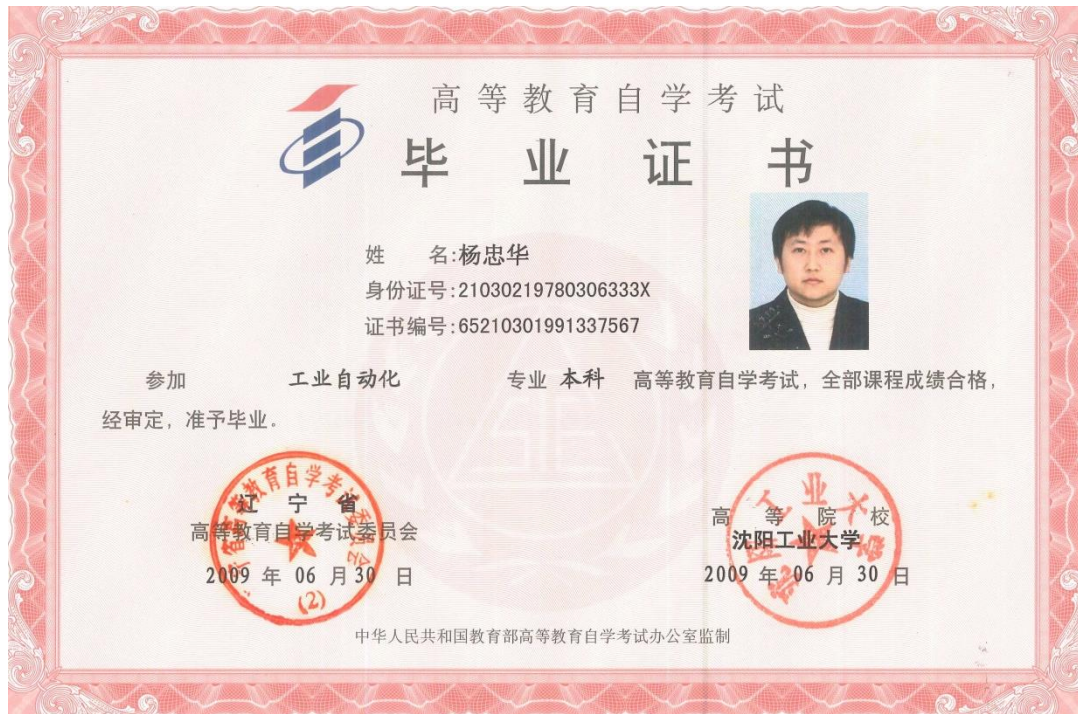 高等教育自学考试
毕业证书
姓 名:杨忠华
身份证号:21030219780306333X
证书编号:65210301991337567
参加 工业自动化 专业 本科 高等教育自学考试，全部课程成绩合格，
经审定，准予毕业。
辽宁省
高等教育自学考试委员会
2009 年 06 月 30 日
(2)
高等院校
沈阳工业大学
2009 年 06 月 30 日
中华人民共和国教育部高等教育自学考试办公室监制